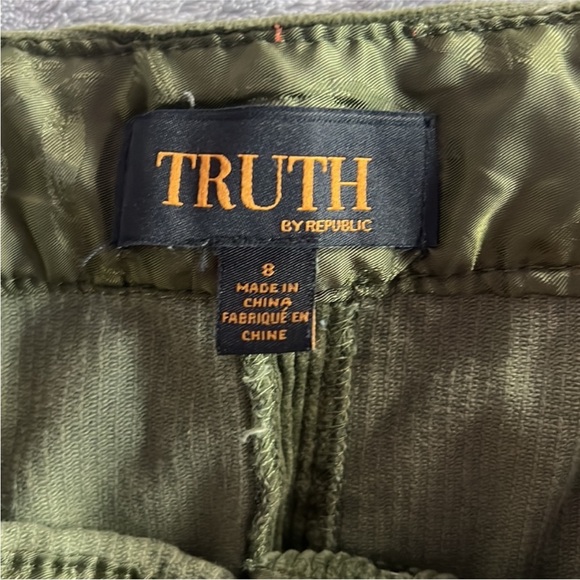 TRUTH
BY REPUBLIC
8
MADE IN
CHINA
FABRIQUÉ EN
CHINE